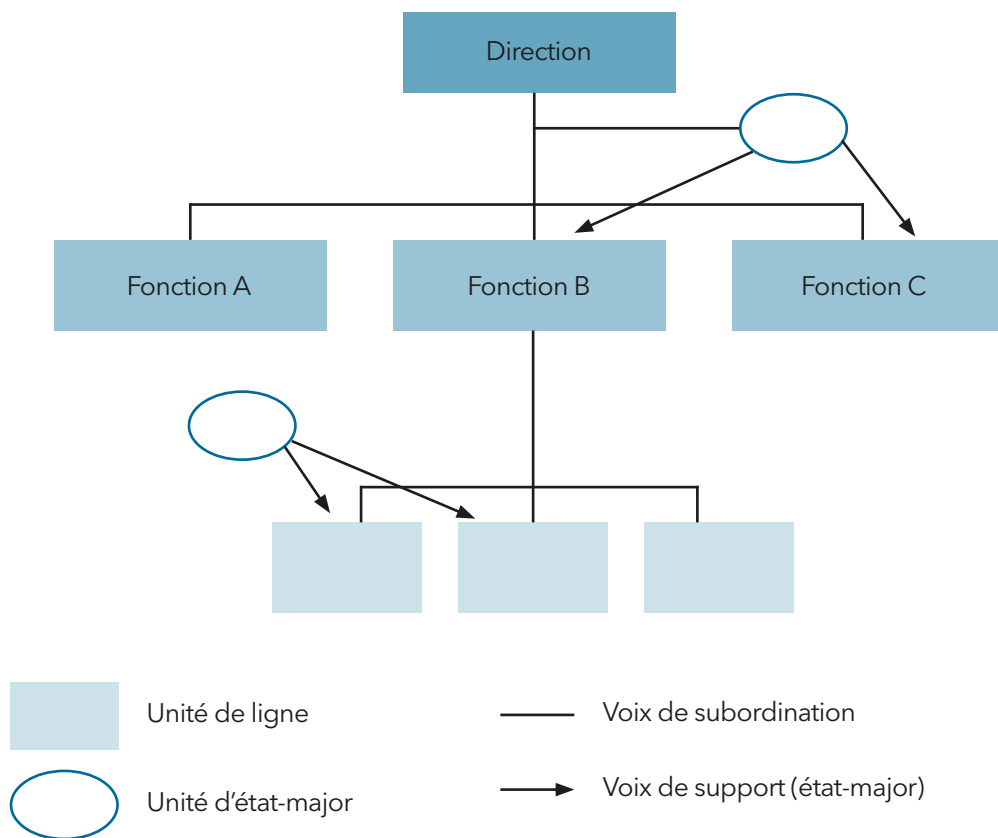 Direction
Fonction A
Fonction B
Fonction C
Unité de ligne
Voix de subordination
Unité d'état-major
Voix de support (état-major)